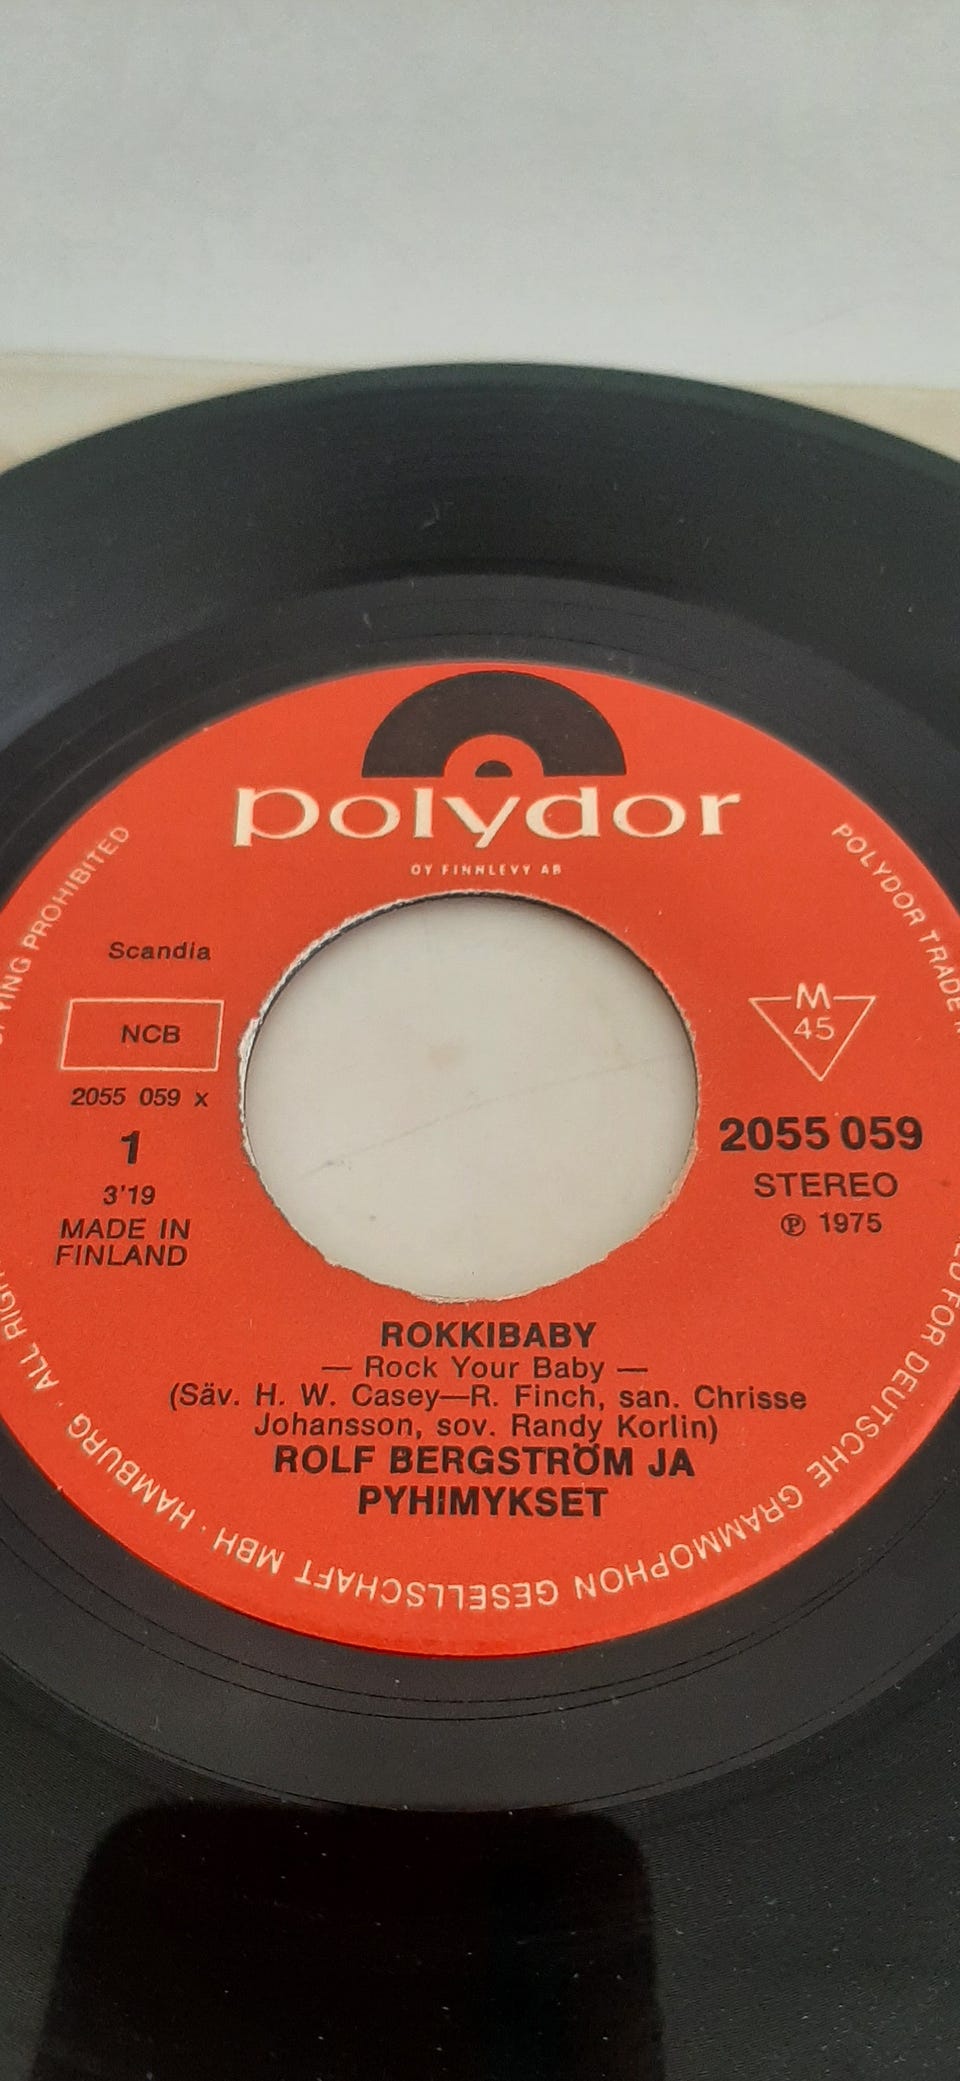 polydor
OY FINNLEVY AB
Scandia
NCB
2055 059 x
1
3'19
MADE IN
FINLAND
M
45
2055 059
STEREO
℗ 1975
ROKKIBABY
— Rock Your Baby —
(Säv. H. W. Casey—R. Finch, san. Chrisse
Johansson, sov. Randy Korlin)
ROLF BERGSTRÖM JA
PYHIMYKSET
POLYDOR TRADE
FOR DEUTSCHE GRAMMOPHON GESELLSCHAFT MBH · HAMBURG · ALL
PROHIBITED